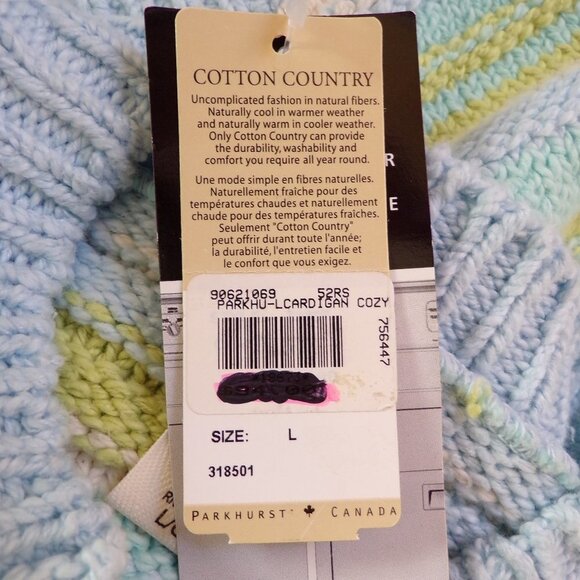 COTTON COUNTRY
Uncomplicated fashion in natural fibers.
Naturally cool in warmer weather
and naturally warm in cooler weather.
Only Cotton Country can provide
the durability, washability and
comfort you require all year round.
Une mode simple en fibres naturelles.
Naturellement fraîche pour des
températures chaudes et naturellement
chaude pour des températures fraîches.
Seulement "Cotton Country"
peut offrir durant toute l'année;
la durabilité, l'entretien facile et
le confort que vous exigez.
R
E
90621069 52RS
PARKHU-LCARDIGAN COZY
756447
SIZE: L
318501
PARKHURST CANADA